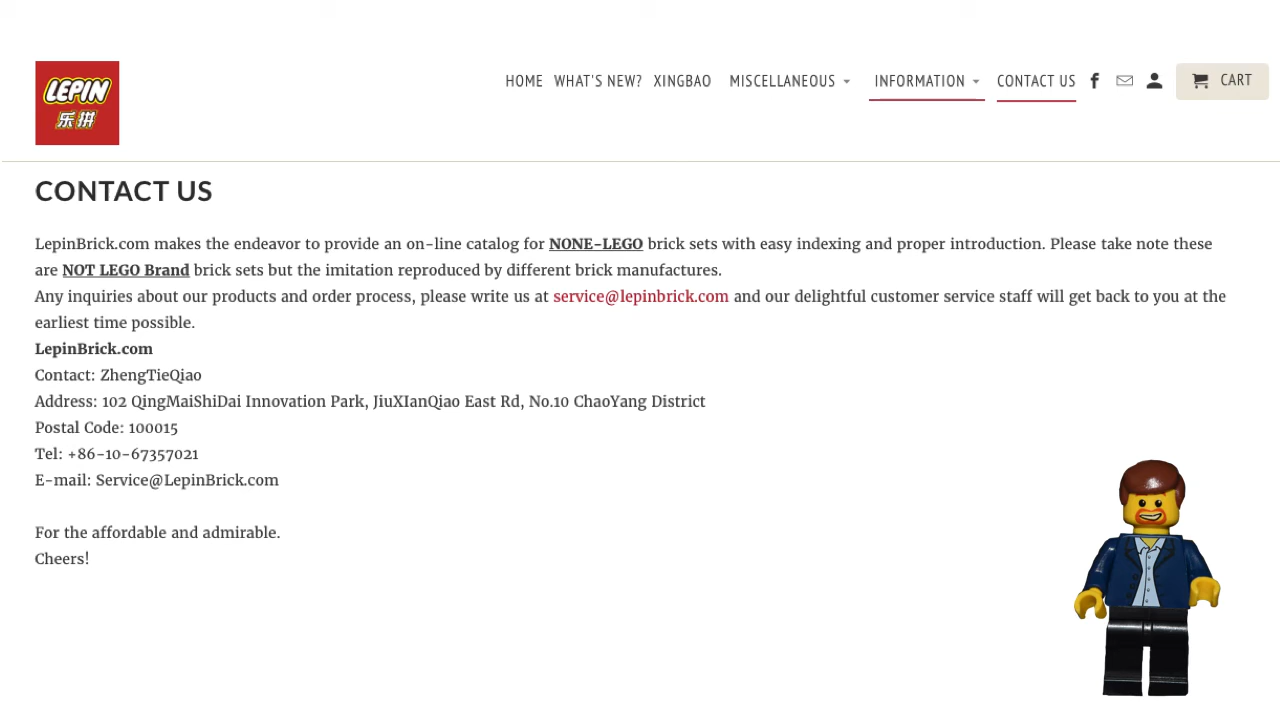 LEPIN
乐拼
HOME WHAT'S NEW? XINGBAO MISCELLANEOUS INFORMATION CONTACT US CART
CONTACT US
LepinBrick.com makes the endeavor to provide an on-line catalog for NONE-LEGO brick sets with easy indexing and proper introduction. Please take note these
are NOT LEGO Brand brick sets but the imitation reproduced by different brick manufactures.
Any inquiries about our products and order process, please write us at service@lepinbrick.com and our delightful customer service staff will get back to you at the
earliest time possible.
LepinBrick.com
Contact: ZhengTieQiao
Address: 102 QingMaiShiDai Innovation Park, JiuXIanQiao East Rd, No.10 ChaoYang District
Postal Code: 100015
Tel: +86-10-67357021
E-mail: Service@LepinBrick.com
For the affordable and admirable.
Cheers!